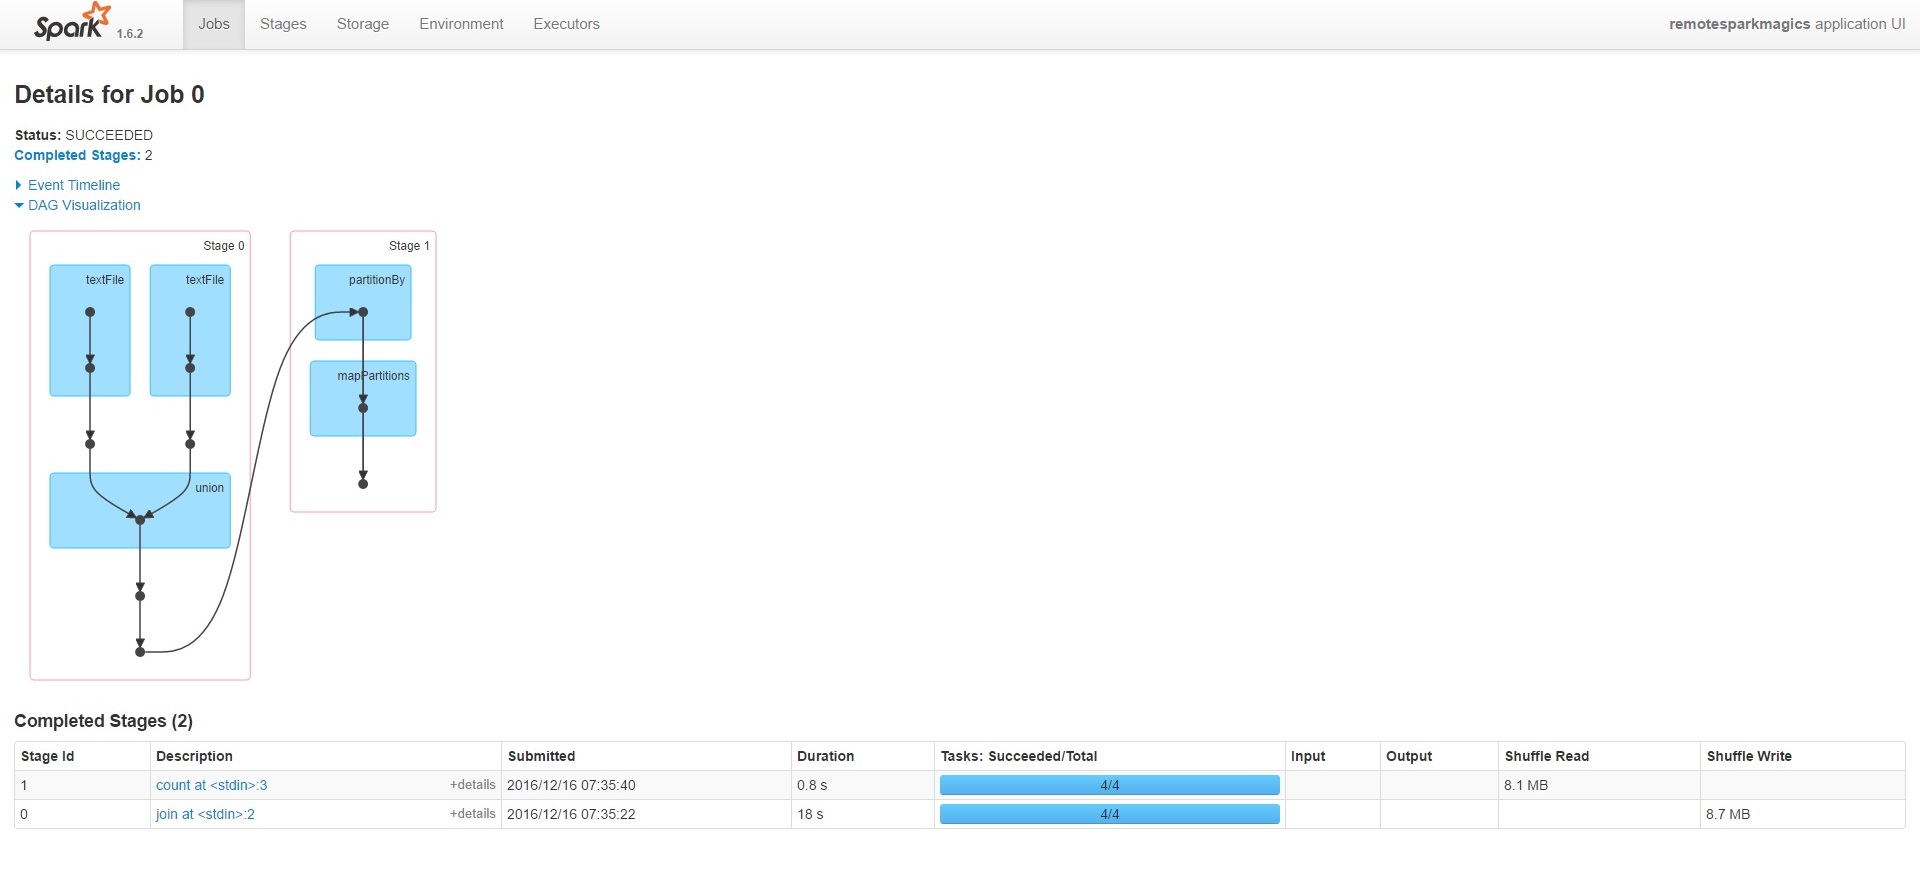 Spark 1.6.2 Jobs Stages Storage Environment Executors remotesparkmagics application UI
Details for Job 0
Status: SUCCEEDED
Completed Stages: 2
Event Timeline
DAG Visualization
Stage 0
textFile textFile
union
Stage 1
partitionBy
mapPartitions
Completed Stages (2)
Stage Id Description Submitted Duration Tasks: Succeeded/Total Input Output Shuffle Read Shuffle Write
1 count at <stdin>:3 +details 2016/12/16 07:35:40 0.8 s 4/4 8.1 MB
0 join at <stdin>:2 +details 2016/12/16 07:35:22 18 s 4/4 8.7 MB